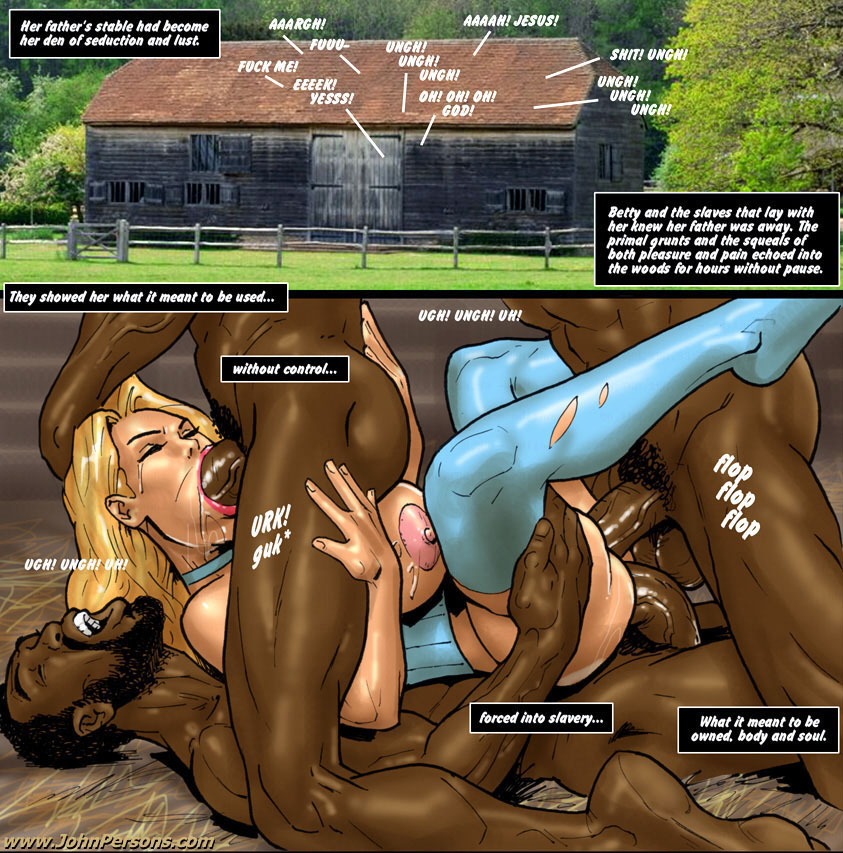 Her father's stable had become
her den of seduction and lust.
AAARGH!
FUUU-
FUCK ME!
EEEEK!
YESSS!
UNGH!
UNGH!
UNGH!
OH! OH! OH!
GOD!
AAAAH! JESUS!
SHIT! UNGH!
UNGH!
UNGH!
UNGH!
Betty and the slaves that lay with
her knew her father was away. The
primal grunts and the squeals of
both pleasure and pain echoed into
the woods for hours without pause.
They showed her what it meant to be used...
UGH! UNGH! UH!
without control...
URK!
guk*
flop
flop
flop
UGH! UNGH! UH!
forced into slavery...
What it meant to be
owned, body and soul.
www.JohnPersons.com